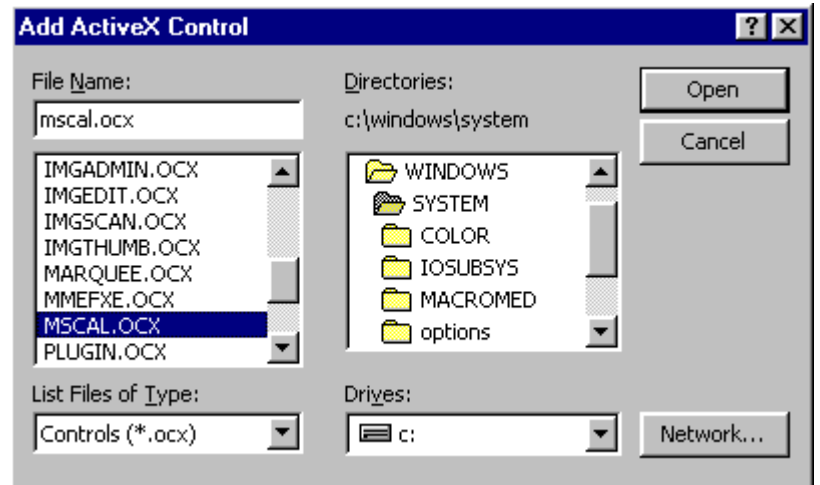 Add ActiveX Control
File Name:
mscal.ocx
IMGADMIN.OCX
IMGEDIT.OCX
IMGSCAN.OCX
IMGTHUMB.OCX
MARQUEE.OCX
MMEFXE.OCX
MSCAL.OCX
PLUGIN.OCX
List Files of Type:
Controls (*.ocx)
Directories:
c:\windows\system
WINDOWS
SYSTEM
COLOR
IOSUBSYS
MACROMED
options
Drives:
c:
Open
Cancel
Network...